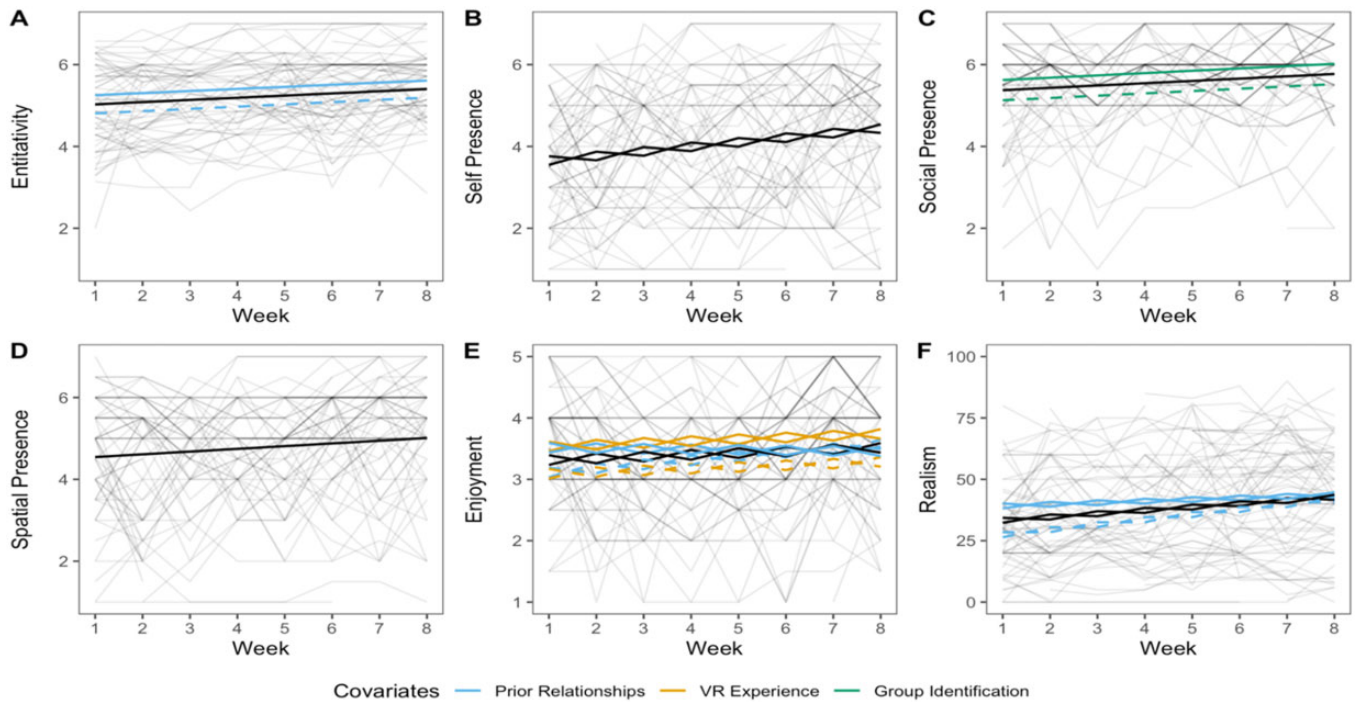 A
Entitativity
6
4
2
1 2 3 4 5 6 7 8
Week
B
Self Presence
6
4
2
1 2 3 4 5 6 7 8
Week
C
Social Presence
6
4
2
1 2 3 4 5 6 7 8
Week
D
Spatial Presence
6
4
2
1 2 3 4 5 6 7 8
Week
E
Enjoyment
5
4
3
2
1
1 2 3 4 5 6 7 8
Week
F
Realism
100
75
50
25
0
1 2 3 4 5 6 7 8
Week
Covariates Prior Relationships VR Experience Group Identification